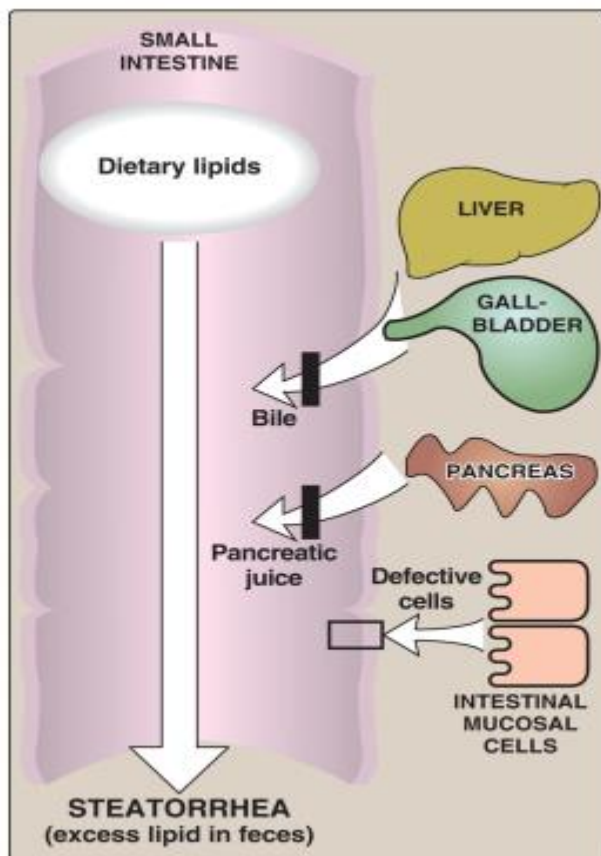 SMALL
INTESTINE
Dietary lipids
LIVER
GALL-
BLADDER
Bile
PANCREAS
Pancreatic
juice
Defective
cells
INTESTINAL
MUCOSAL
CELLS
STEATORRHEA
(excess lipid in feces)